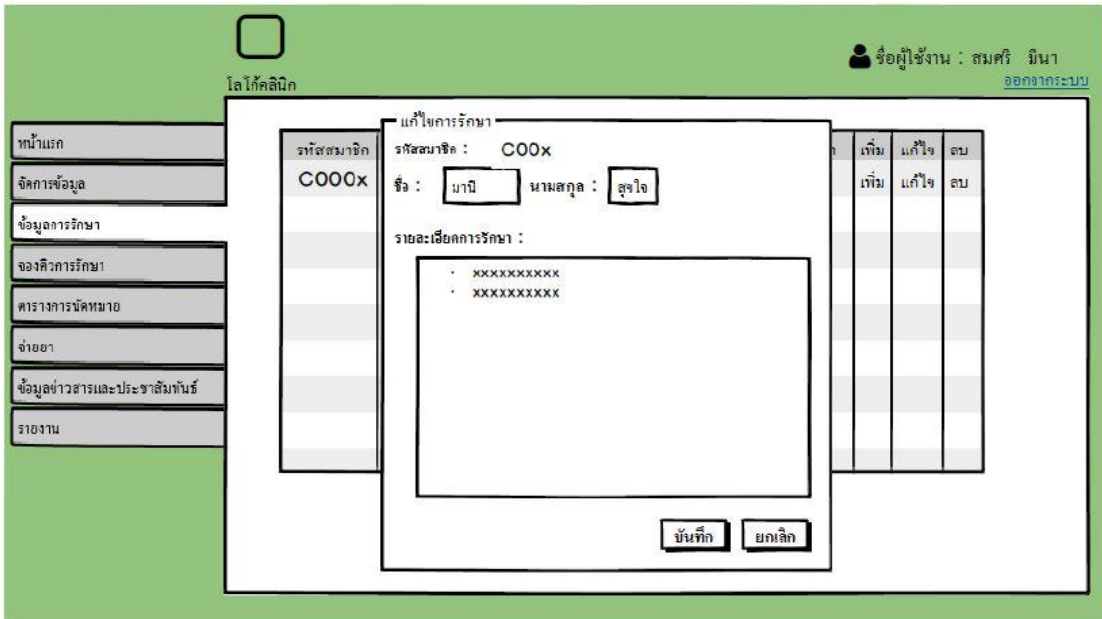 ชื่อผู้ใช้งาน : สมศรี มีนา
ออกจากระบบ
โลโก้คลินิก
หน้าแรก
จัดการข้อมูล
ข้อมูลการรักษา
จองคิวการรักษา
ตารางการนัดหมาย
จ่ายยา
ข้อมูลข่าวสารและประชาสัมพันธ์
รายงาน
รหัสสมาชิก เพิ่ม แก้ไข ลบ
C000x เพิ่ม แก้ไข ลบ
แก้ไขการรักษา
รหัสสมาชิก : C00x
ชื่อ : มานี นามสกุล : สุขใจ
รายละเอียดการรักษา :
· xxxxxxxxxx
· xxxxxxxxxx
บันทึก ยกเลิก